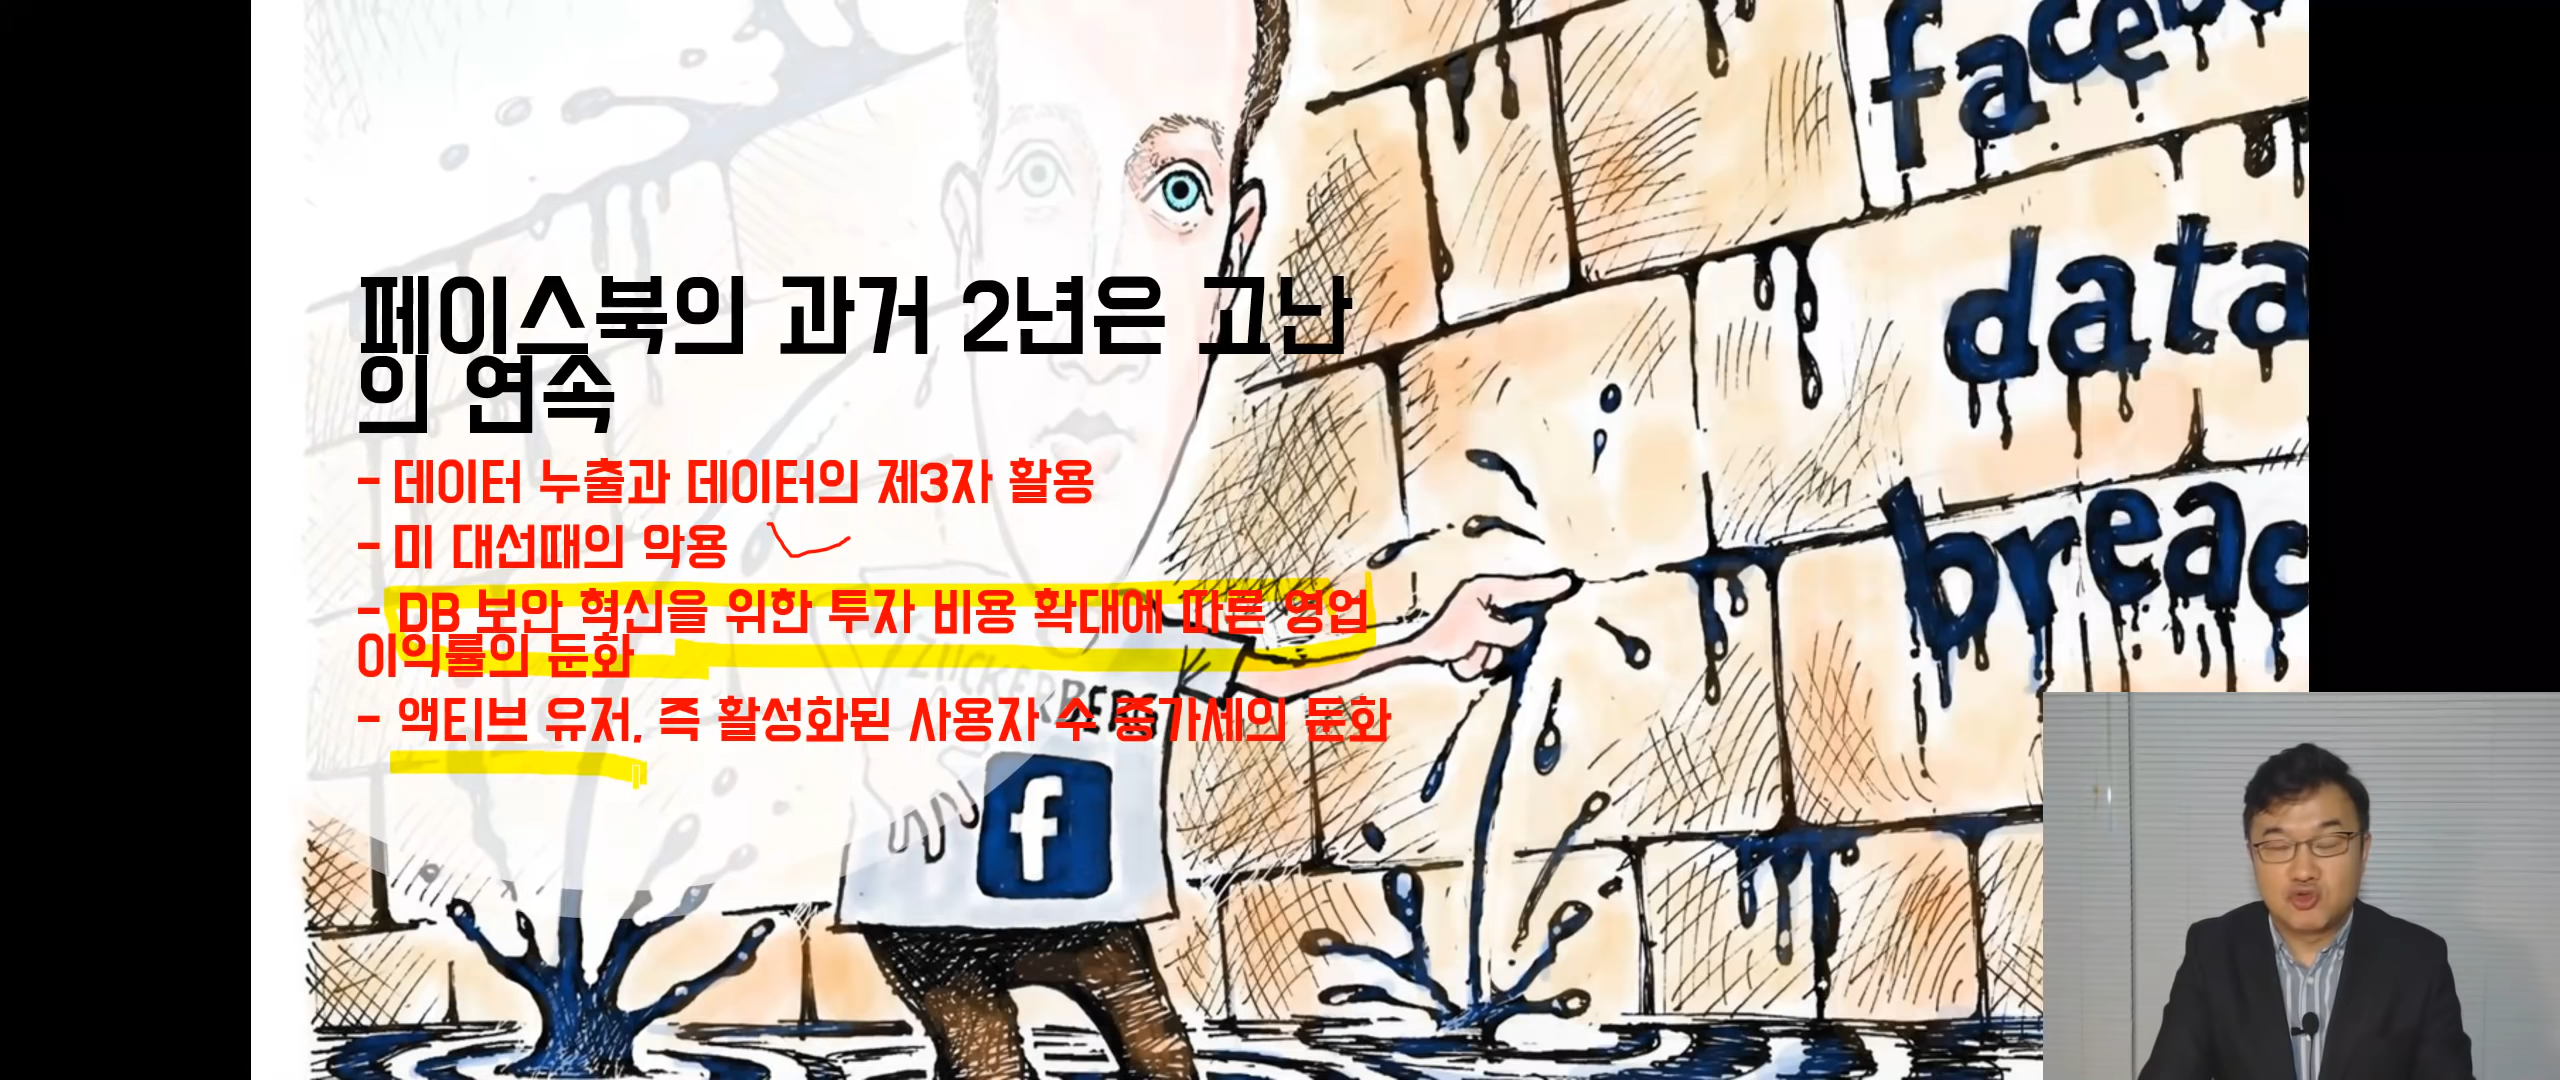 페이스북의 과거 2년은 고난
의 연속
- 데이터 누출과 데이터의 제3자 활용
- 미 대선때의 악용
- DB 보안 혁신을 위한 투자 비용 확대에 따른 영업
이익률의 둔화
- 액티브 유저, 즉 활성화된 사용자 수 증가세의 둔화
data
ZUCKERBERG
f